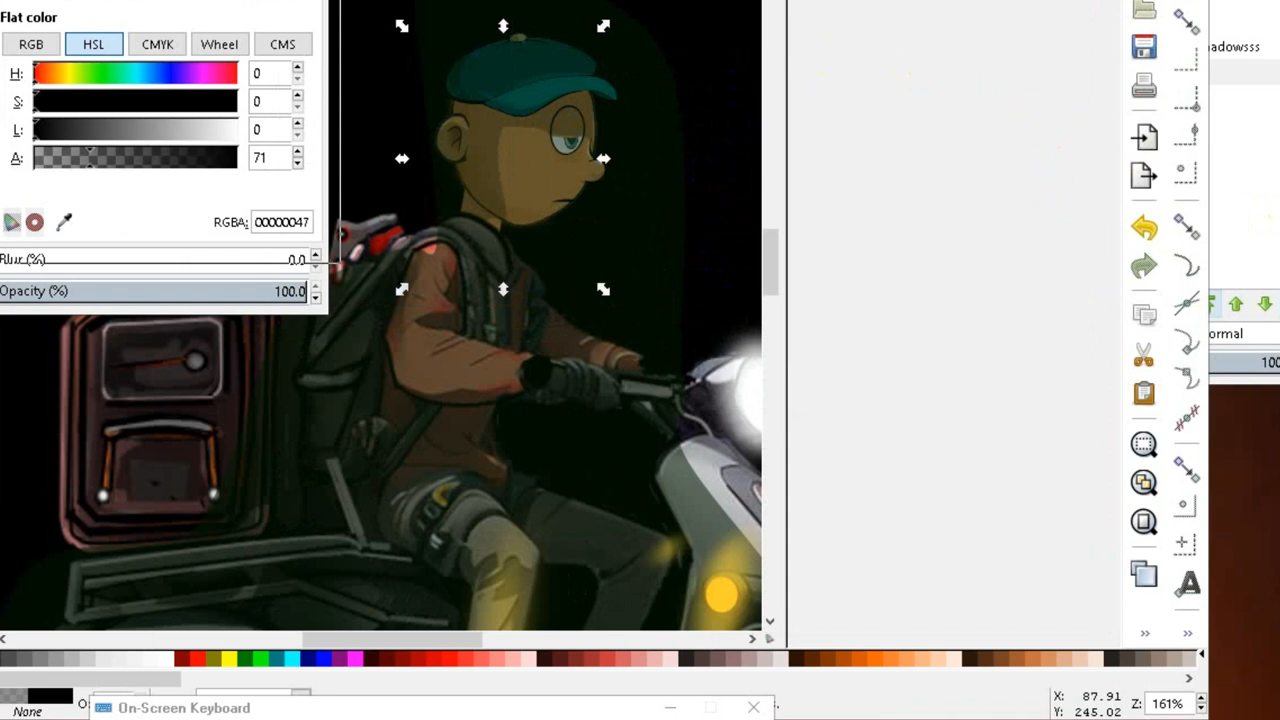 Flat color
RGB HSL CMYK Wheel CMS
H: 0
S: 0
L: 0
A: 71
RGBA: 00000047
Blur (%) 0.0
Opacity (%) 100.0
adowsss
ormal
100
None
O:
On-Screen Keyboard
X: 87.91
Y: 245.02
Z: 161%